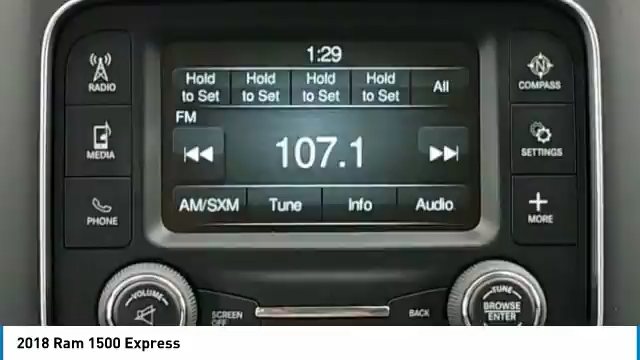 1:29
Hold to Set
Hold to Set
Hold to Set
Hold to Set
All
FM
107.1
AM/SXM
Tune
Info
Audio
RADIO
MEDIA
PHONE
N
COMPASS
SETTINGS
MORE
VOLUME
SCREEN OFF
BACK
TUNE
BROWSE
ENTER
2018 Ram 1500 Express